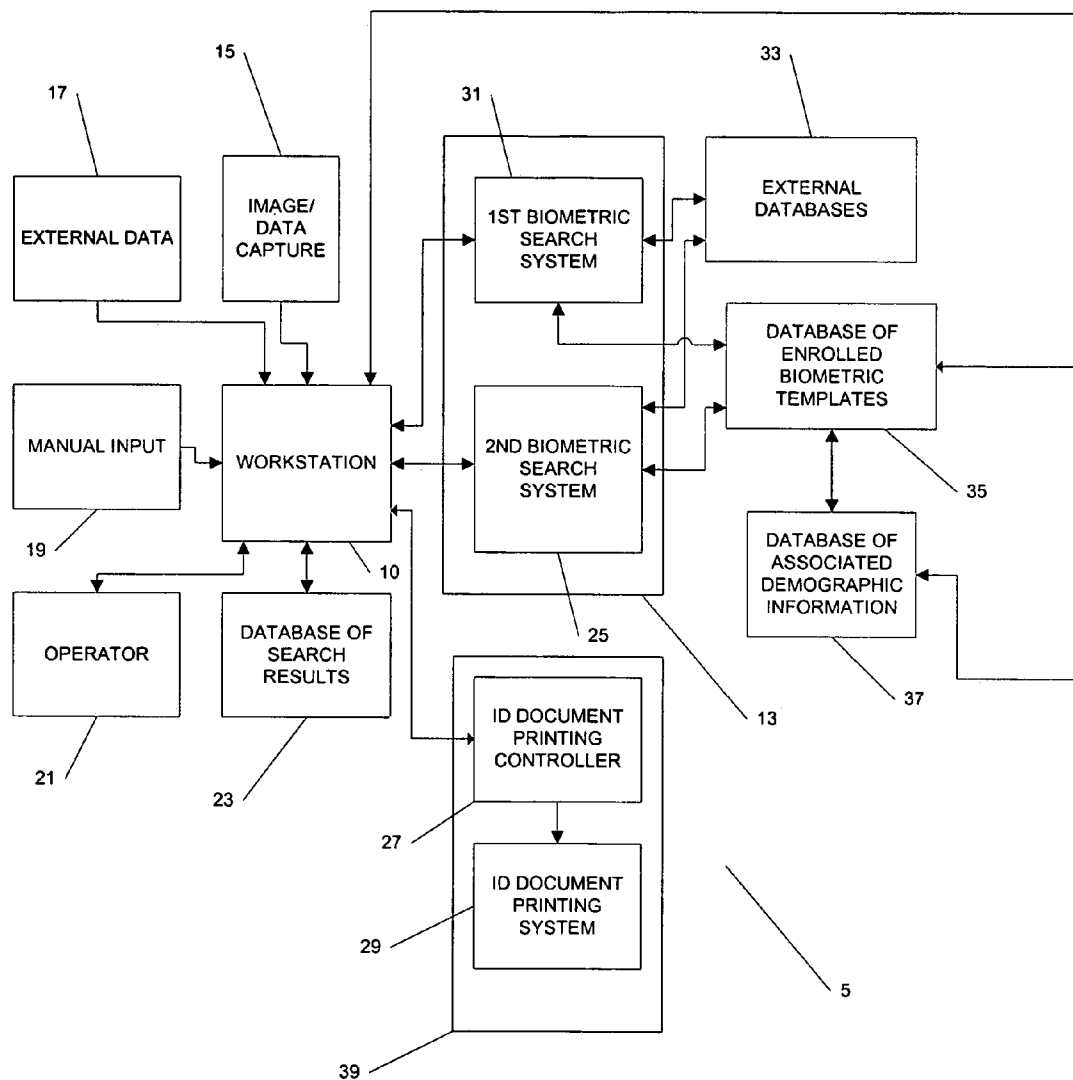 15
33
17
31
EXTERNAL DATA
IMAGE/
DATA
CAPTURE
1ST BIOMETRIC
SEARCH
SYSTEM
EXTERNAL
DATABASES
MANUAL INPUT
WORKSTATION
2ND BIOMETRIC
SEARCH
SYSTEM
DATABASE OF
ENROLLED
BIOMETRIC
TEMPLATES
35
19
10
25
OPERATOR
DATABASE OF
SEARCH
RESULTS
DATABASE OF
ASSOCIATED
DEMOGRAPHIC
INFORMATION
13
37
21
23
ID DOCUMENT
PRINTING
CONTROLLER
27
ID DOCUMENT
PRINTING
SYSTEM
29
5
39